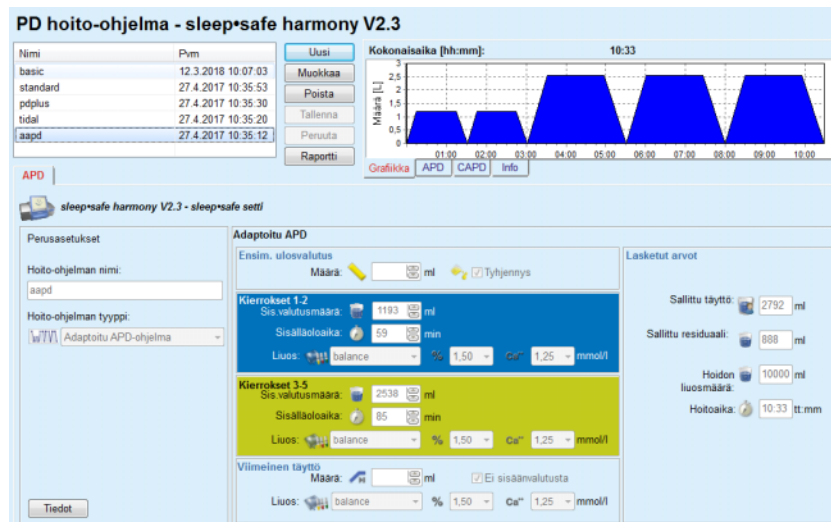 PD hoito-ohjelma - sleep•safe harmony V2.3
Nimi Pvm
basic 12.3.2018 10:07:03
standard 27.4.2017 10:35:53
pdplus 27.4.2017 10:35:30
tidal 27.4.2017 10:35:20
aapd 27.4.2017 10:35:12
Uusi
Muokkaa
Poista
Tallenna
Peruuta
Raportti
Kokonaisaika [hh:mm]: 10:33
Määrä [L]
3
2,5
2
1,5
1
0,5
0
01:00 02:00 03:00 04:00 05:00 06:00 07:00 08:00 09:00 10:00
Grafiikka APD CAPD Info
APD
sleep•safe harmony V2.3 - sleep•safe setti
Perusasetukset
Hoito-ohjelman nimi:
aapd
Hoito-ohjelman tyyppi:
Adaptoitu APD-ohjelma
Tiedot
Adaptoitu APD
Ensim. ulosvalutus
Määrä: ml Tyhjennys
Kierrokset 1-2
Sis.valutusmäärä: 1193 ml
Sisälläoloaika: 59 min
Liuos: balance % 1,50 Ca⁺⁺ 1,25 mmol/l
Kierrokset 3-5
Sis.valutusmäärä: 2538 ml
Sisälläoloaika: 85 min
Liuos: balance % 1,50 Ca⁺⁺ 1,25 mmol/l
Viimeinen täyttö
Määrä: ml Ei sisäänvalutusta
Liuos: balance % 1,50 Ca⁺⁺ 1,25 mmol/l
Lasketut arvot
Sallittu täyttö: 2792 ml
Sallittu residuaali: 888 ml
Hoidon liuosmäärä: 10000 ml
Hoitoaika: 10:33 tt:mm